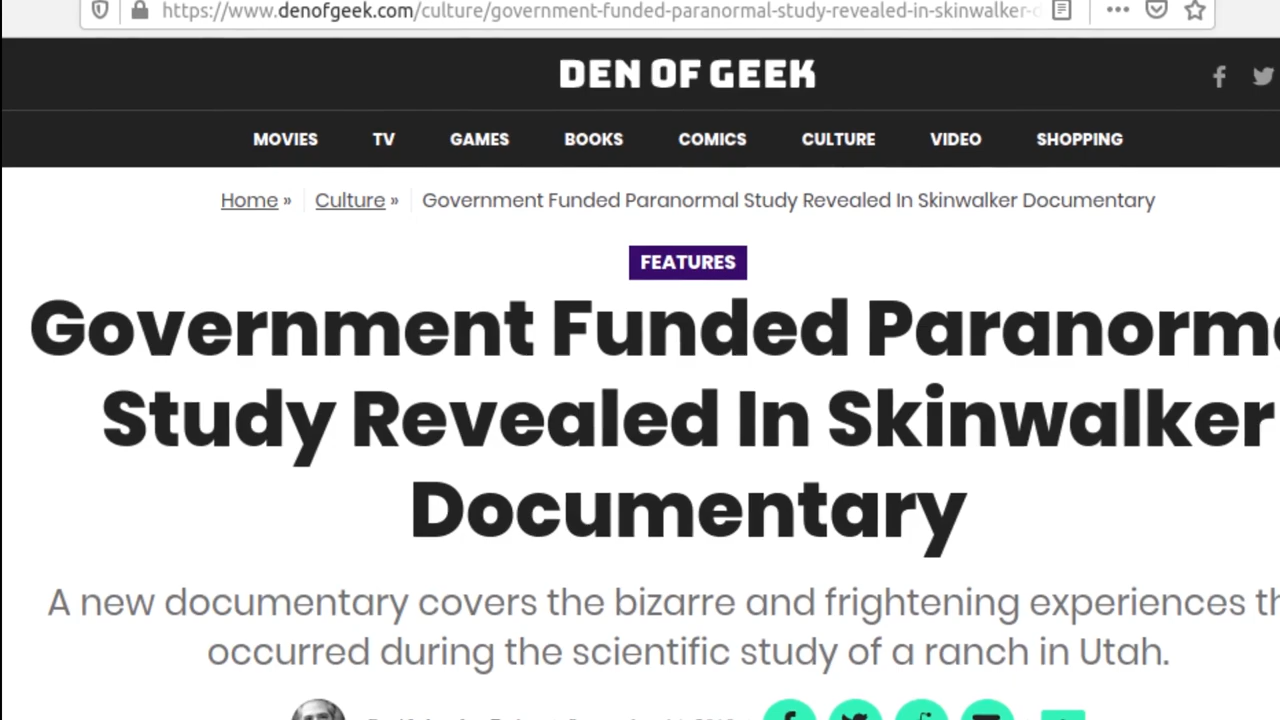 https://www.denofgeek.com/culture/government-funded-paranormal-study-revealed-in-skinwalker-
DEN OF GEEK
MOVIES TV GAMES BOOKS COMICS CULTURE VIDEO SHOPPING
Home » Culture » Government Funded Paranormal Study Revealed In Skinwalker Documentary
FEATURES
Government Funded Paranorm
Study Revealed In Skinwalker
Documentary
A new documentary covers the bizarre and frightening experiences th
occurred during the scientific study of a ranch in Utah.